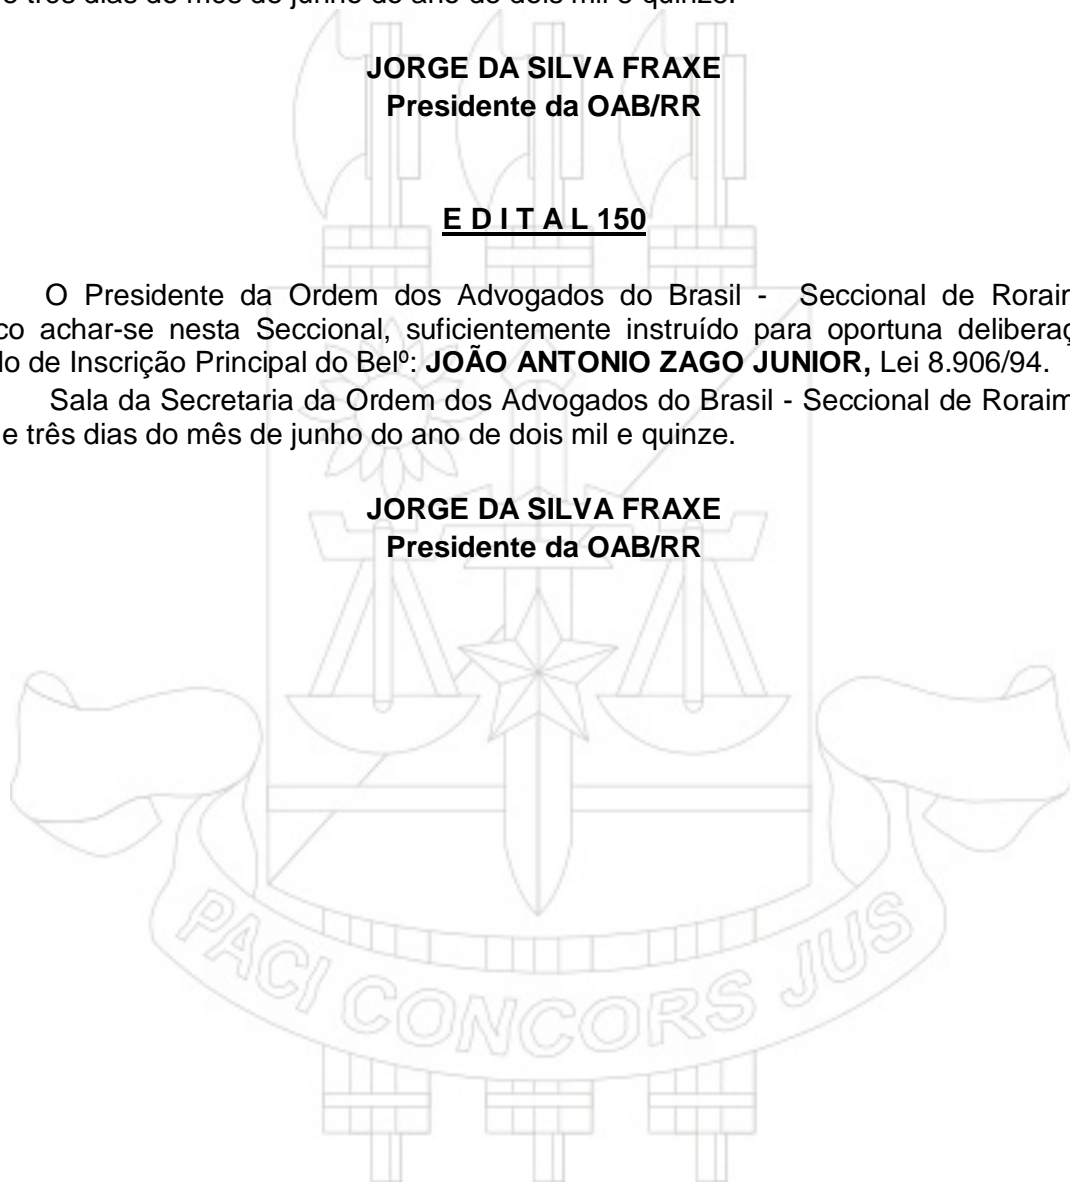 e três dias do mês de junho do ano de dois mil e quinze.
JORGE DA SILVA FRAXE
Presidente da OAB/RR
E D I T A L 150
O Presidente da Ordem dos Advogados do Brasil - Seccional de Rorain
co achar-se nesta Seccional, suficientemente instruído para oportuna deliberaç
do de Inscrição Principal do Belº: JOÃO ANTONIO ZAGO JUNIOR, Lei 8.906/94.
Sala da Secretaria da Ordem dos Advogados do Brasil - Seccional de Roraim
e três dias do mês de junho do ano de dois mil e quinze.
JORGE DA SILVA FRAXE
Presidente da OAB/RR
PACI CONCORS JUS